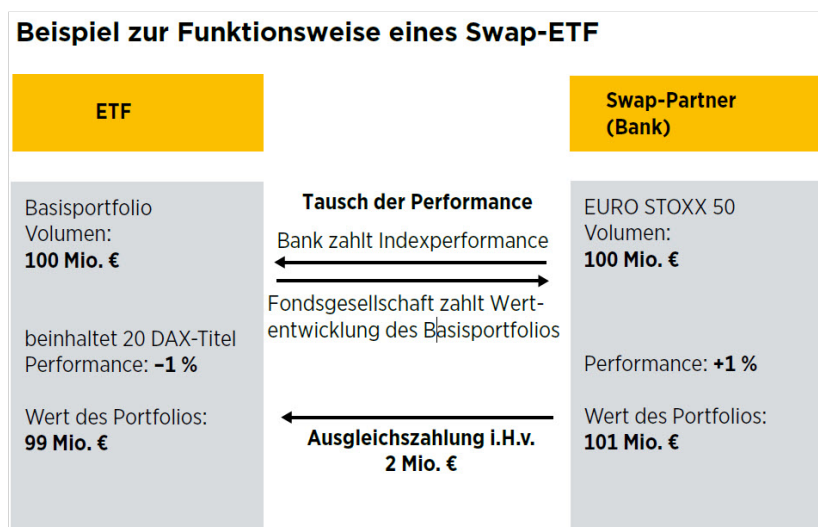 Beispiel zur Funktionsweise eines Swap-ETF
ETF
Swap-Partner
(Bank)
Basisportfolio
Volumen:
100 Mio. €
beinhaltet 20 DAX-Titel
Performance: –1 %
Wert des Portfolios:
99 Mio. €
Tausch der Performance
Bank zahlt Indexperformance
Fondsgesellschaft zahlt Wert-
entwicklung des Basisportfolios
Ausgleichszahlung i.H.v.
2 Mio. €
EURO STOXX 50
Volumen:
100 Mio. €
Performance: +1 %
Wert des Portfolios:
101 Mio. €